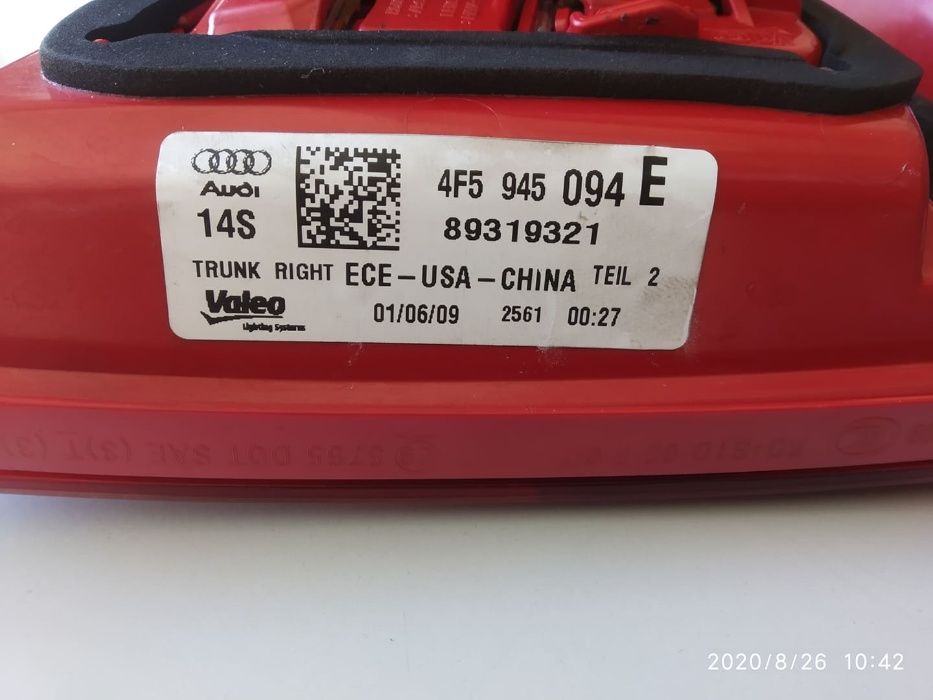 4F5 945 094 E
Audi
14S
89319321
TRUNK RIGHT ECE-USA-CHINA TEIL 2
Valeo
Lighting Systems
01/06/09 2561 00:27
2020/8/26 10:42